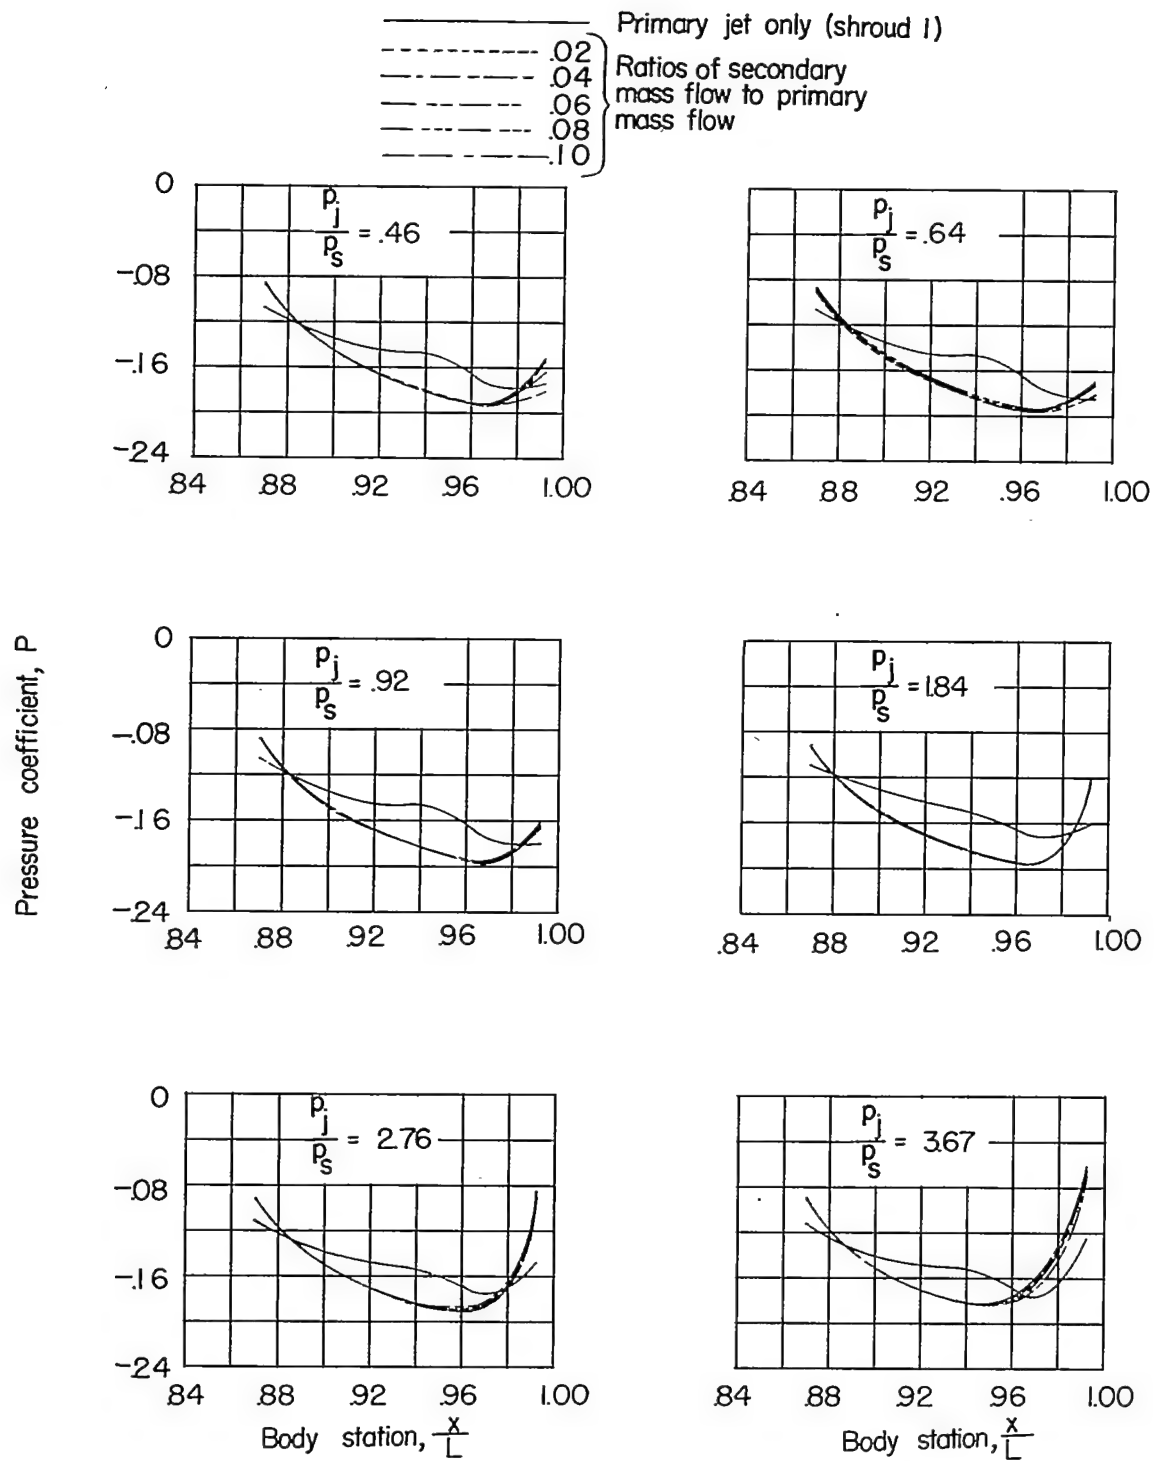 Primary jet only (shroud 1)
.02
.04
.06
.08
.10
Ratios of secondary
mass flow to primary
mass flow
0
-.08
-.16
-.24
pj/ps = .46
.84 .88 .92 .96 1.00
pj/ps = .64
.84 .88 .92 .96 1.00
Pressure coefficient, P
0
-.08
-.16
-.24
pj/ps = .92
.84 .88 .92 .96 1.00
pj/ps = 1.84
.84 .88 .92 .96 1.00
0
-.08
-.16
-.24
pj/ps = 2.76
.84 .88 .92 .96 1.00
Body station, x/L
pj/ps = 3.67
.84 .88 .92 .96 1.00
Body station, x/L